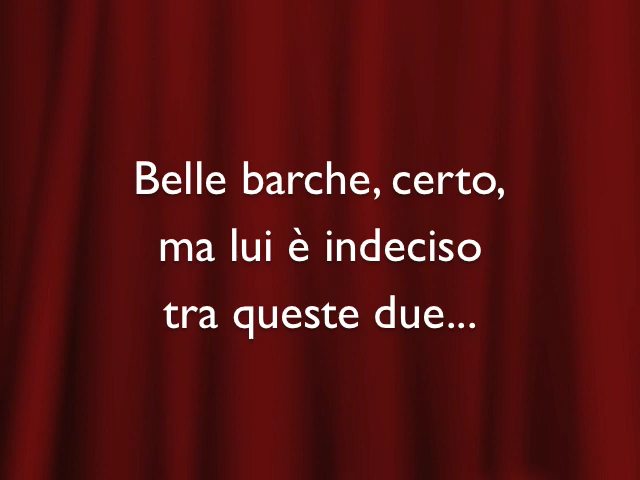 Belle barche, certo,
ma lui è indeciso
tra queste due...